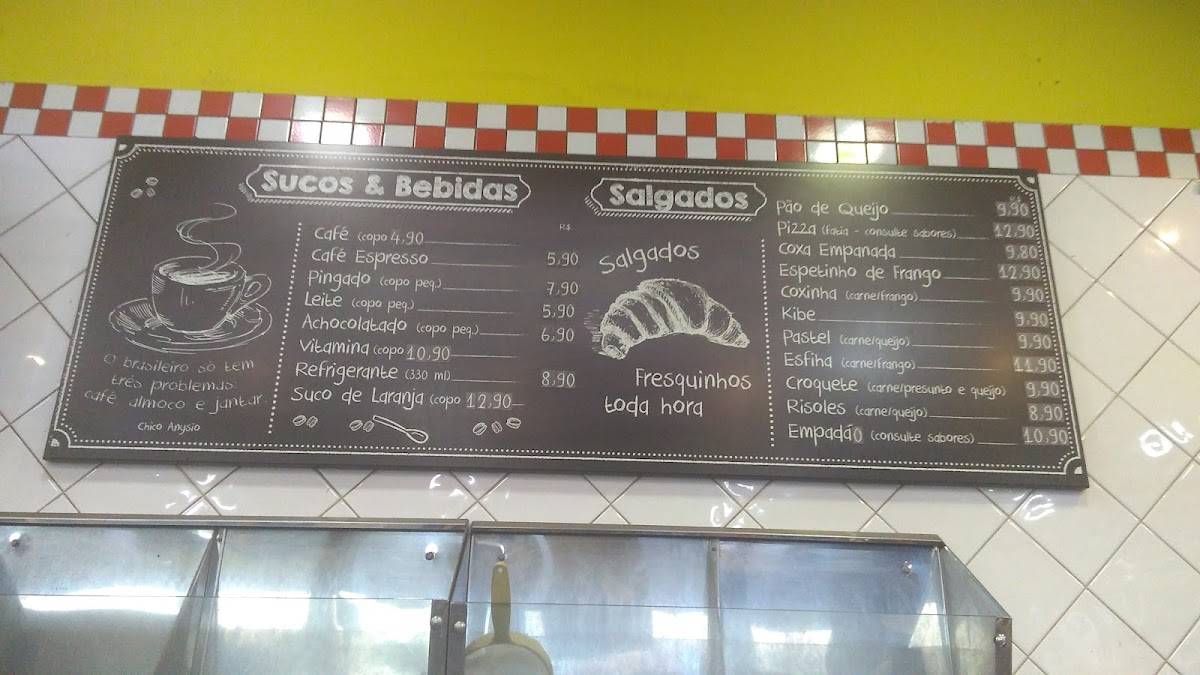 Sucos & Bebidas
R$
Café (copo 4,90
Café Espresso 5,90
Pingado (copo peq.) 7,90
Leite (copo peq.) 5,90
Achocolatado (copo peq.) 6,90
Vitamina (copo 10,90
Refrigerante (330 ml) 8,90
Suco de Laranja (copo 12,90
O brasileiro só tem
três problemas:
café almoço e jantar.
Chico Anysio
Salgados
Salgados
Fresquinhos
toda hora
R$
Pão de Queijo 9,90
Pizza (fatia - consulte sabores) 12,90
Coxa Empanada 9,80
Espetinho de Frango 12,90
Coxinha (carne/frango) 9,90
Kibe 9,90
Pastel (carne/queijo) 9,90
Esfiha (carne/frango) 11,90
Croquete (carne/presunto e queijo) 9,90
Risoles (carne/queijo) 8,90
Empadão (consulte sabores) 10,90